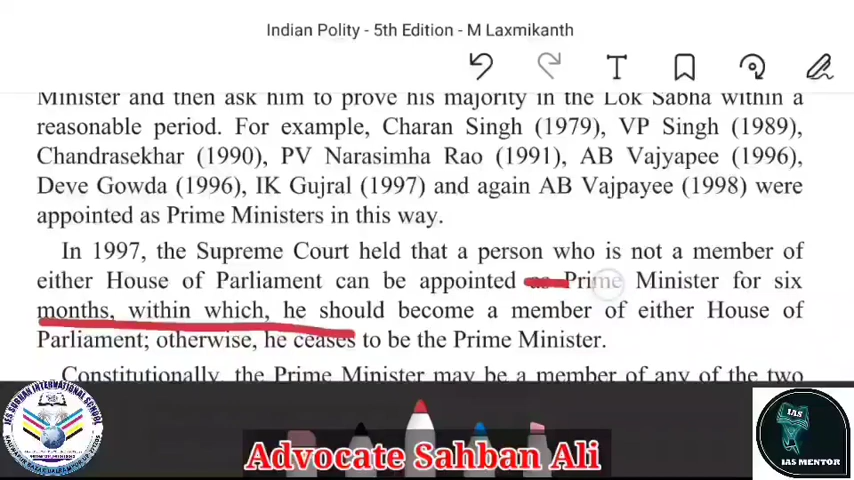 Indian Polity - 5th Edition - M Laxmikanth
T
Minister and then ask him to prove his majority in the Lok Sabha within a
reasonable period. For example, Charan Singh (1979), VP Singh (1989),
Chandrasekhar (1990), PV Narasimha Rao (1991), AB Vajyapee (1996),
Deve Gowda (1996), IK Gujral (1997) and again AB Vajpayee (1998) were
appointed as Prime Ministers in this way.
In 1997, the Supreme Court held that a person who is not a member of
either House of Parliament can be appointed as Prime Minister for six
months, within which, he should become a member of either House of
Parliament; otherwise, he ceases to be the Prime Minister.
Constitutionally, the Prime Minister may be a member of any of the two
Advocate Sahban Ali
IAS
IAS MENTOR